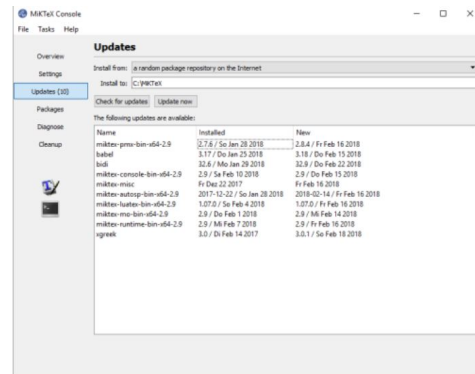 MiKTeX Console
File Tasks Help
Overview
Settings
Updates (10)
Packages
Diagnose
Cleanup
Updates
Install from: a random package repository on the Internet
Install to: C:\MiKTeX
Check for updates Update now
The following updates are available:
Name Installed New
miktex-pmx-bin-x64-2.9 2.7.6 / So Jan 28 2018 2.8.4 / Fr Feb 16 2018
babel 3.17 / Do Jan 25 2018 3.18 / Do Feb 15 2018
bidi 32.6 / Mo Jan 29 2018 32.9 / Do Feb 22 2018
miktex-console-bin-x64-2.9 2.9 / Sa Feb 10 2018 2.9 / Do Feb 15 2018
miktex-misc Fr Dez 22 2017 Fr Feb 16 2018
miktex-autosp-bin-x64-2.9 2017-12-22 / So Jan 28 2018 2018-02-14 / Fr Feb 16 2018
miktex-luatex-bin-x64-2.9 1.07.0 / So Feb 4 2018 1.07.0 / Fr Feb 16 2018
miktex-mo-bin-x64-2.9 2.9 / Do Feb 1 2018 2.9 / Mi Feb 14 2018
miktex-runtime-bin-x64-2.9 2.9 / Mi Feb 7 2018 2.9 / Fr Feb 16 2018
xgreek 3.0 / Di Feb 14 2017 3.0.1 / So Feb 18 2018